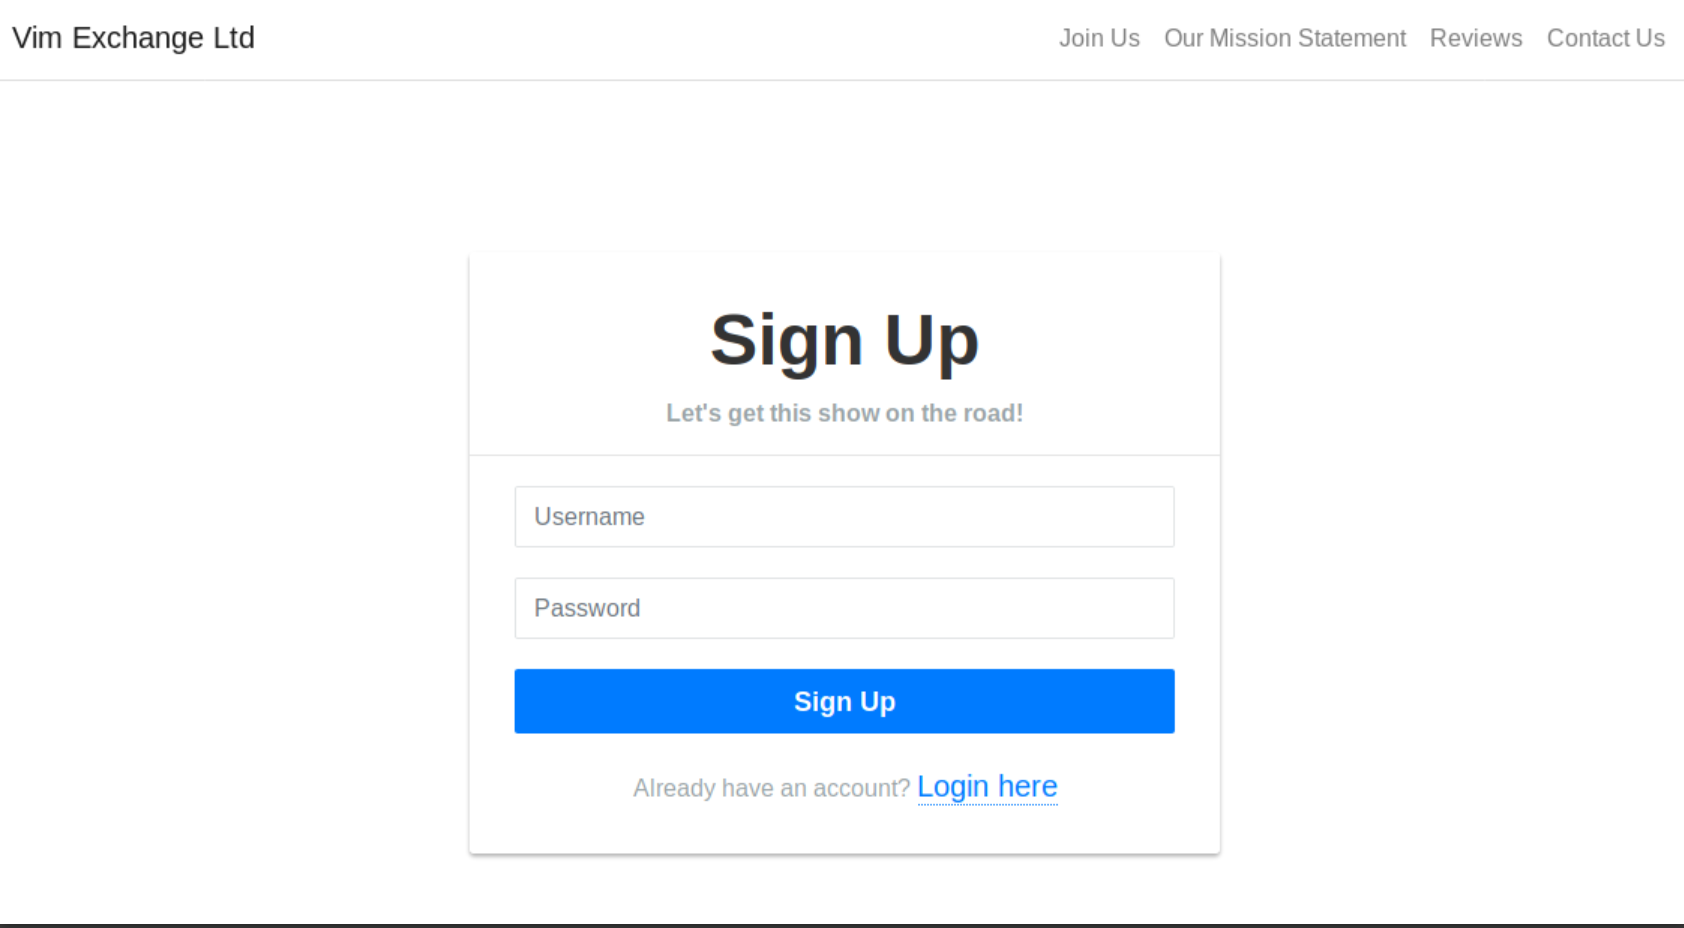 Vim Exchange Ltd Join Us Our Mission Statement Reviews Contact Us
Sign Up
Let's get this show on the road!
Username
Password
Sign Up
Already have an account? Login here